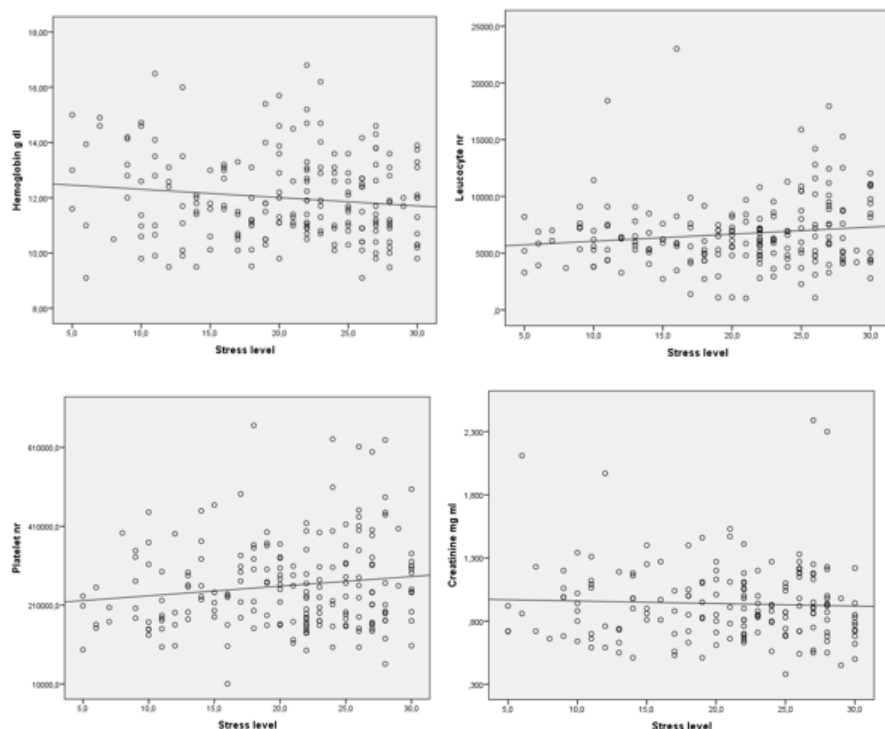 18,00
16,00
14,00
12,00
10,00
8,00
Hemoglobin g dl
5,0 10,0 15,0 20,0 25,0 30,0
Stress level
25000,0
20000,0
15000,0
10000,0
5000,0
,0
Leucocyte nr
5,0 10,0 15,0 20,0 25,0 30,0
Stress level
610000,0
410000,0
210000,0
10000,0
Platelet nr
5,0 10,0 15,0 20,0 25,0 30,0
Stress level
2,300
1,800
1,300
,800
,300
Creatinine mg ml
5,0 10,0 15,0 20,0 25,0 30,0
Stress level